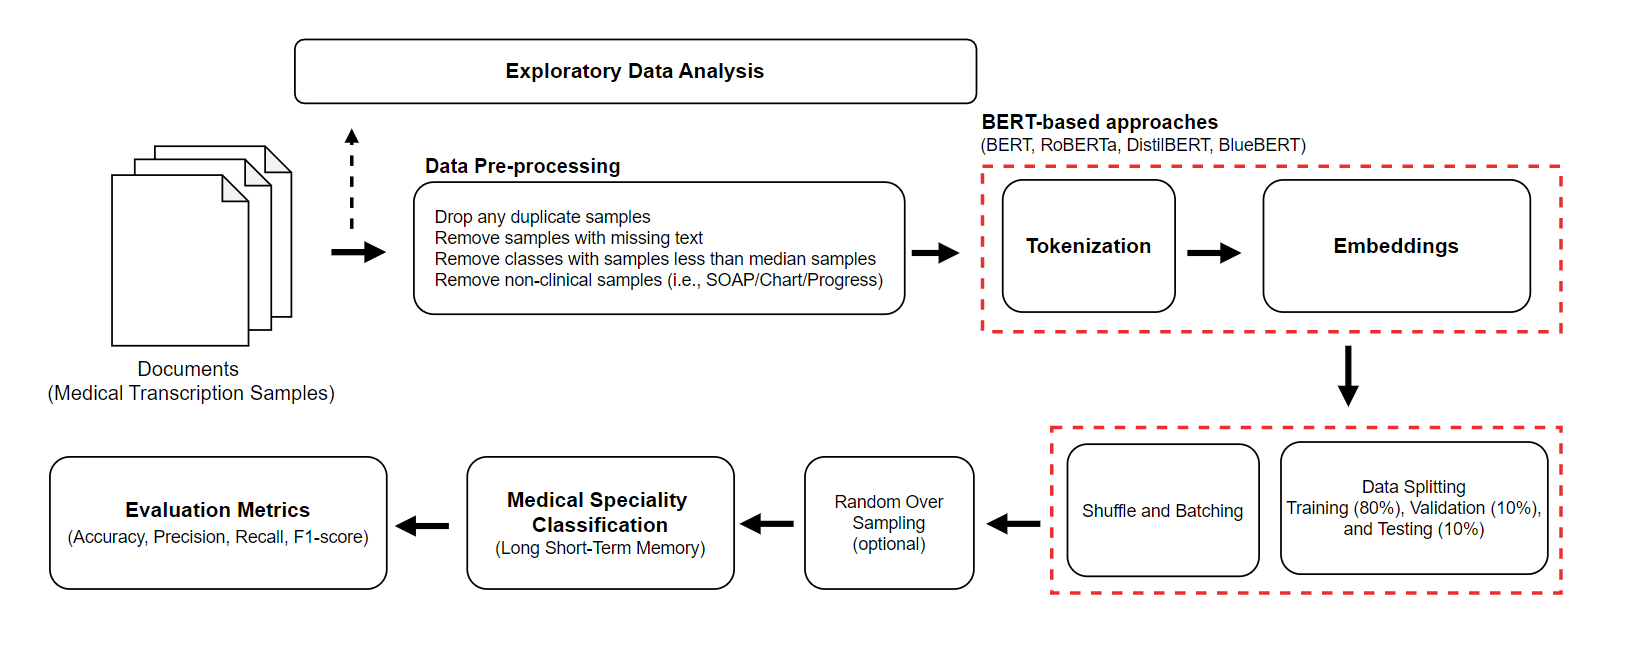 Exploratory Data Analysis
BERT-based approaches
(BERT, RoBERTa, DistilBERT, BlueBERT)
Data Pre-processing
Drop any duplicate samples
Remove samples with missing text
Remove classes with samples less than median samples
Remove non-clinical samples (i.e., SOAP/Chart/Progress)
Tokenization
Embeddings
Documents
(Medical Transcription Samples)
Evaluation Metrics
(Accuracy, Precision, Recall, F1-score)
Medical Speciality
Classification
(Long Short-Term Memory)
Random Over
Sampling
(optional)
Shuffle and Batching
Data Splitting
Training (80%), Validation (10%),
and Testing (10%)